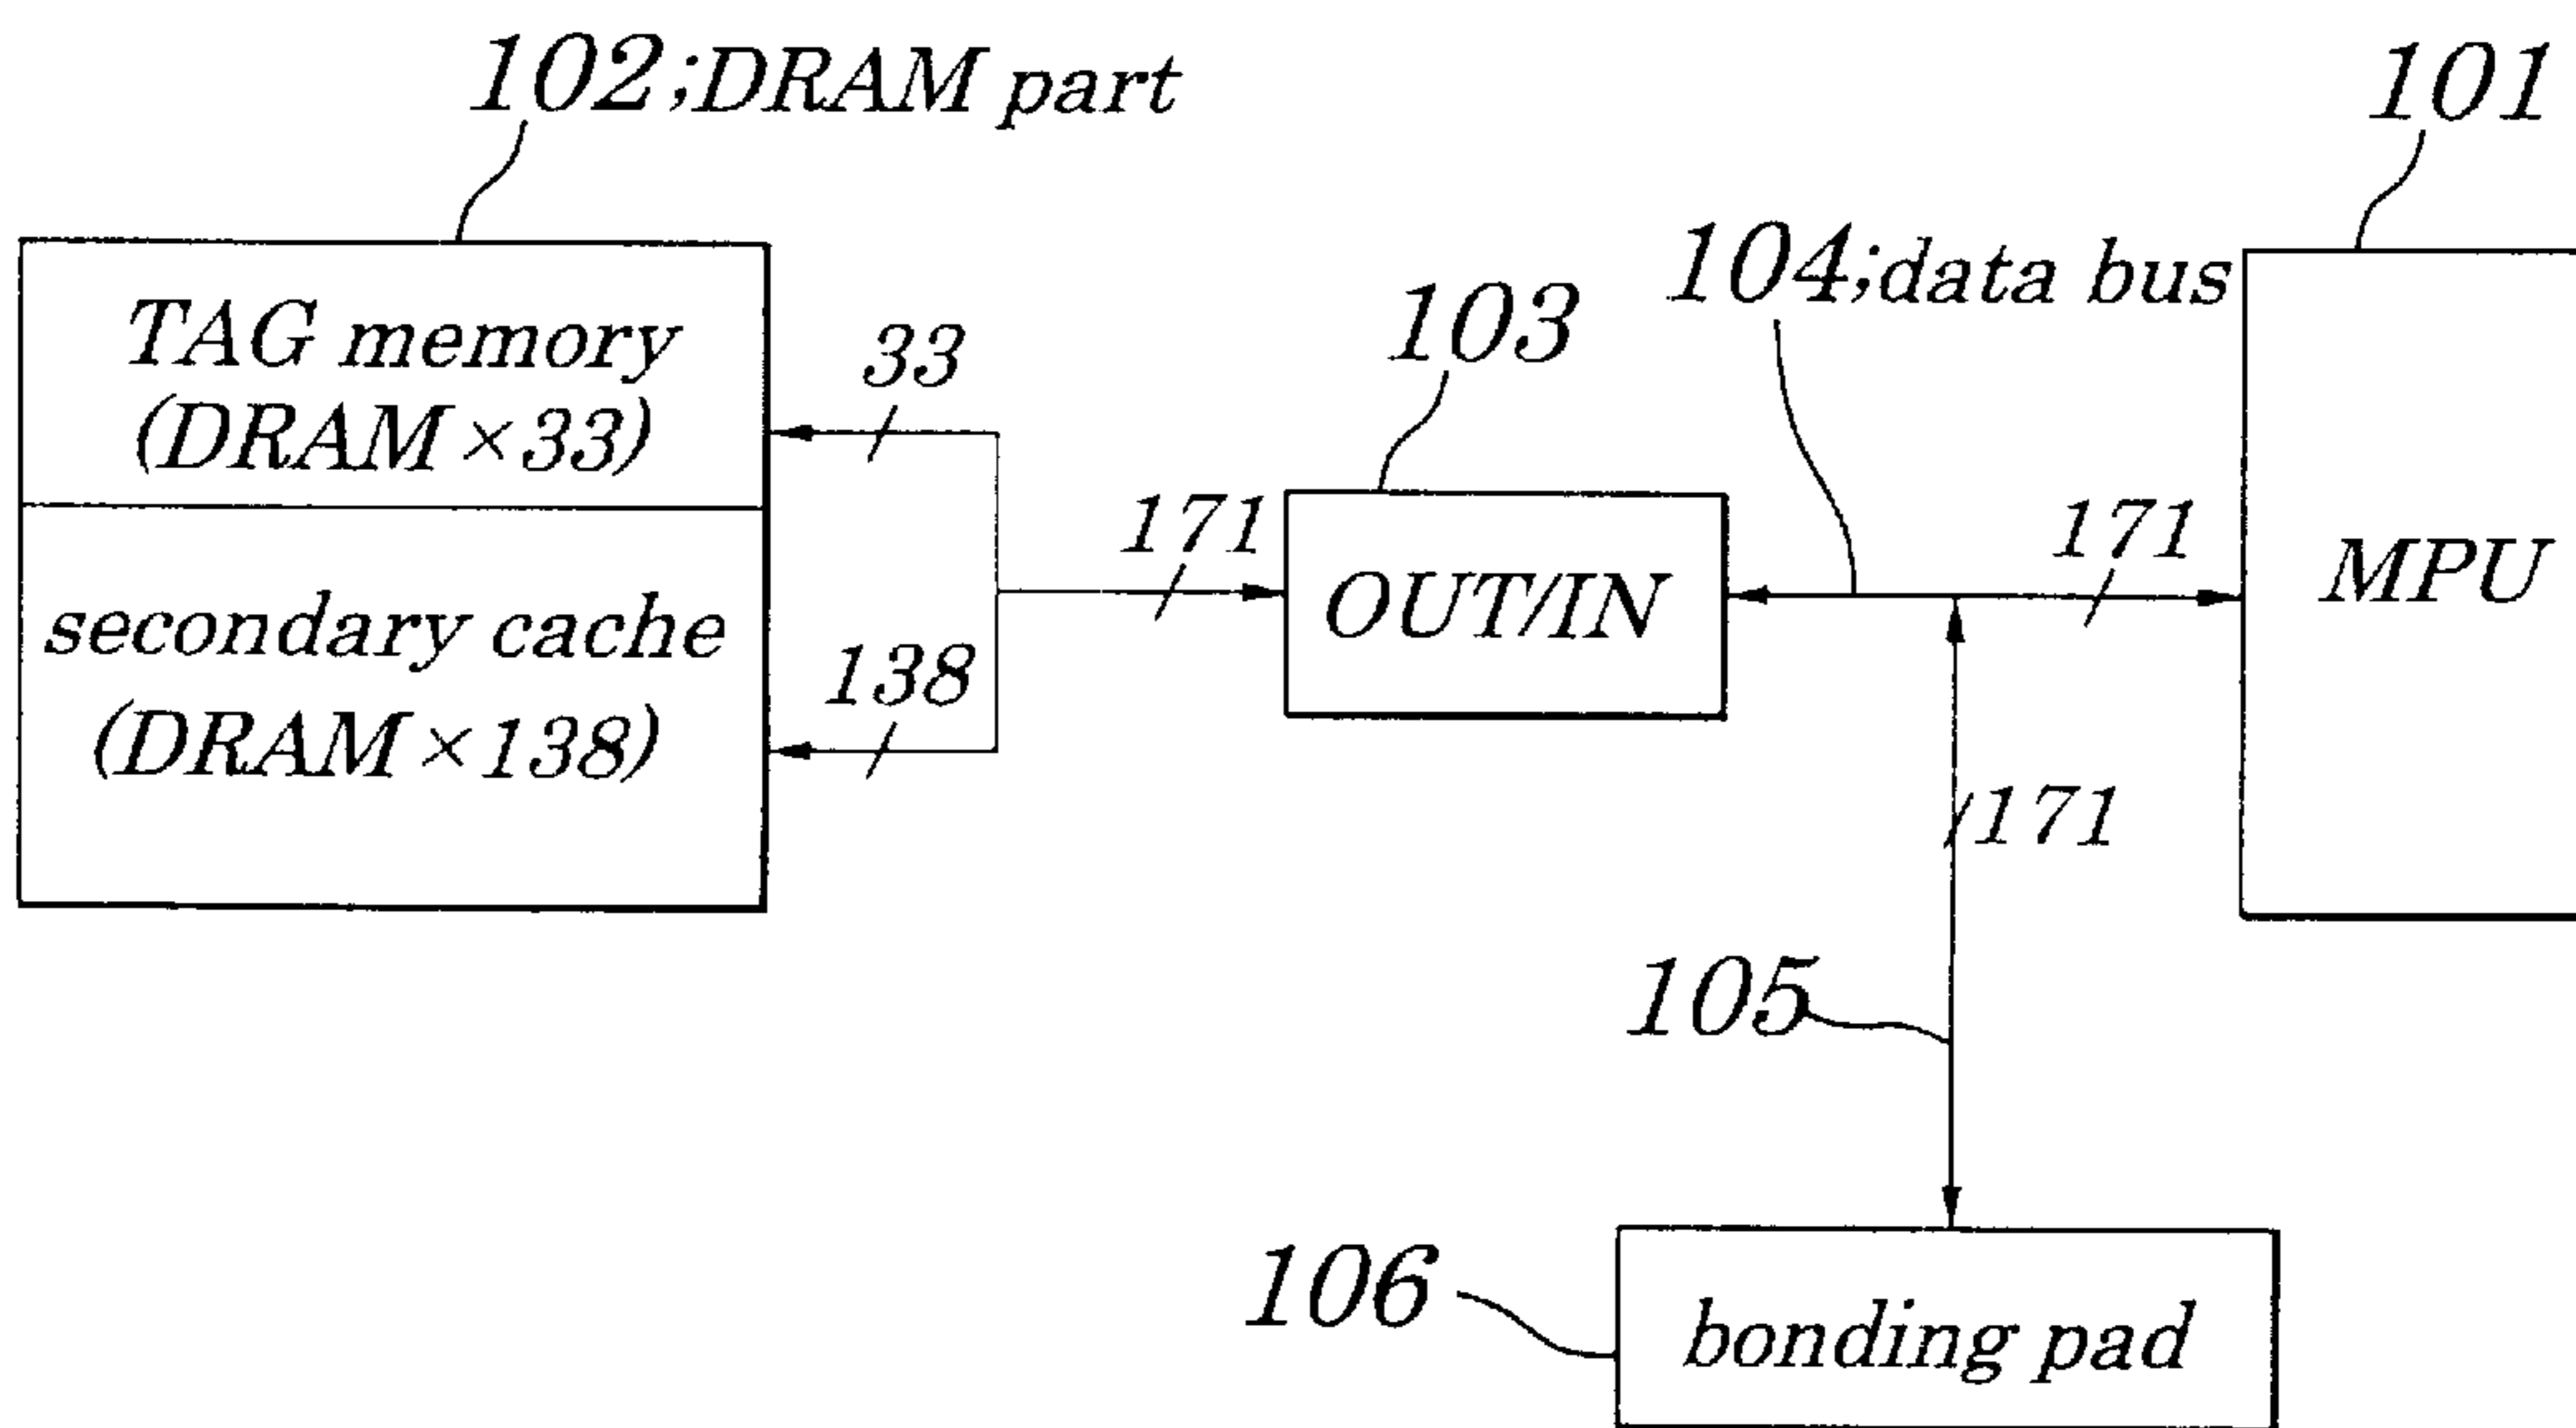 102;DRAM part
101
104;data bus
103
TAG memory
(DRAM×33)
33
171
171
OUT/IN
MPU
secondary cache
(DRAM×138)
138
171
105
106
bonding pad